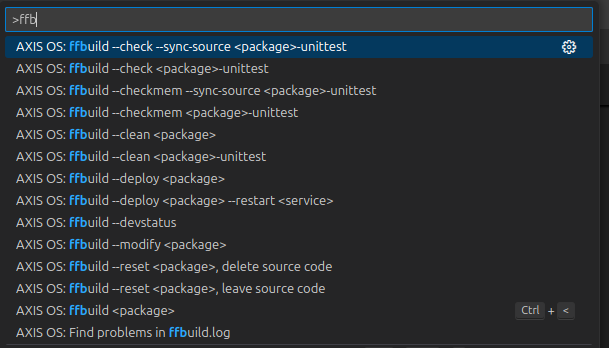 >ffb
AXIS OS: ffbuild --check --sync-source <package>-unittest
AXIS OS: ffbuild --check <package>-unittest
AXIS OS: ffbuild --checkmem --sync-source <package>-unittest
AXIS OS: ffbuild --checkmem <package>-unittest
AXIS OS: ffbuild --clean <package>
AXIS OS: ffbuild --clean <package>-unittest
AXIS OS: ffbuild --deploy <package>
AXIS OS: ffbuild --deploy <package> --restart <service>
AXIS OS: ffbuild --devstatus
AXIS OS: ffbuild --modify <package>
AXIS OS: ffbuild --reset <package>, delete source code
AXIS OS: ffbuild --reset <package>, leave source code
AXIS OS: ffbuild <package> Ctrl + <
AXIS OS: Find problems in ffbuild.log